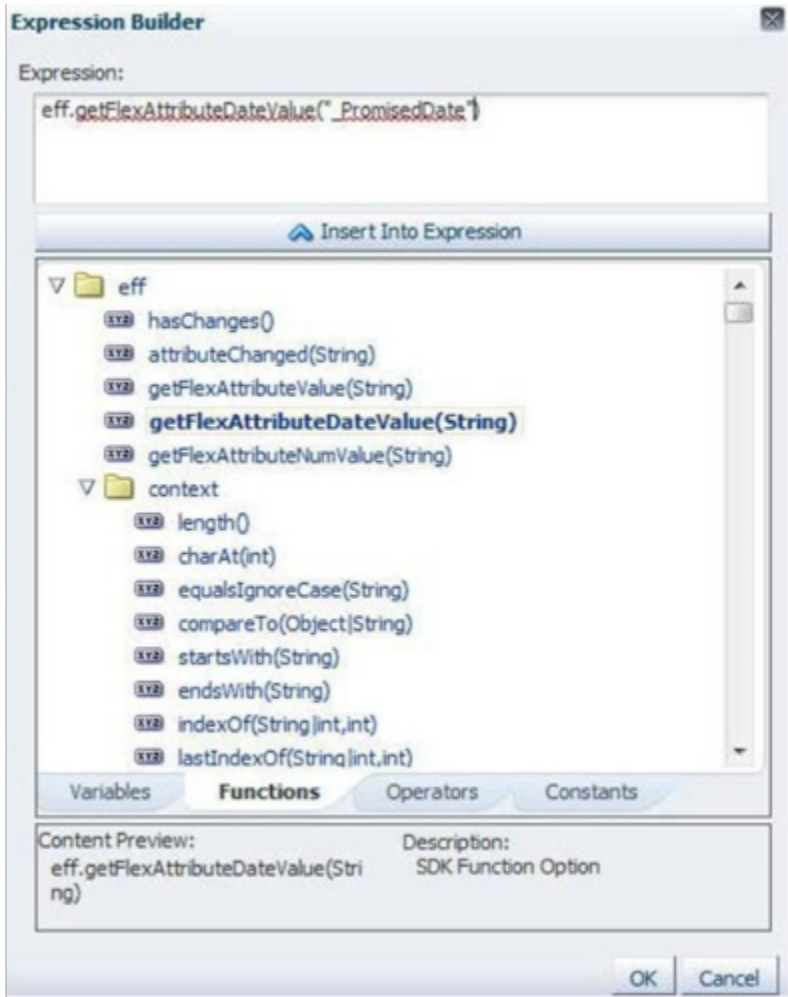 Expression Builder
Expression:
eff.getFlexAttributeDateValue("_PromisedDate")
Insert Into Expression
eff
hasChanges()
attributeChanged(String)
getFlexAttributeValue(String)
getFlexAttributeDateValue(String)
getFlexAttributeNumValue(String)
context
length()
charAt(int)
equalsIgnoreCase(String)
compareTo(Object|String)
startsWith(String)
endsWith(String)
indexOf(String|int,int)
lastIndexOf(String|int,int)
Variables Functions Operators Constants
Content Preview: Description:
eff.getFlexAttributeDateValue(Stri SDK Function Option
ng)
OK Cancel